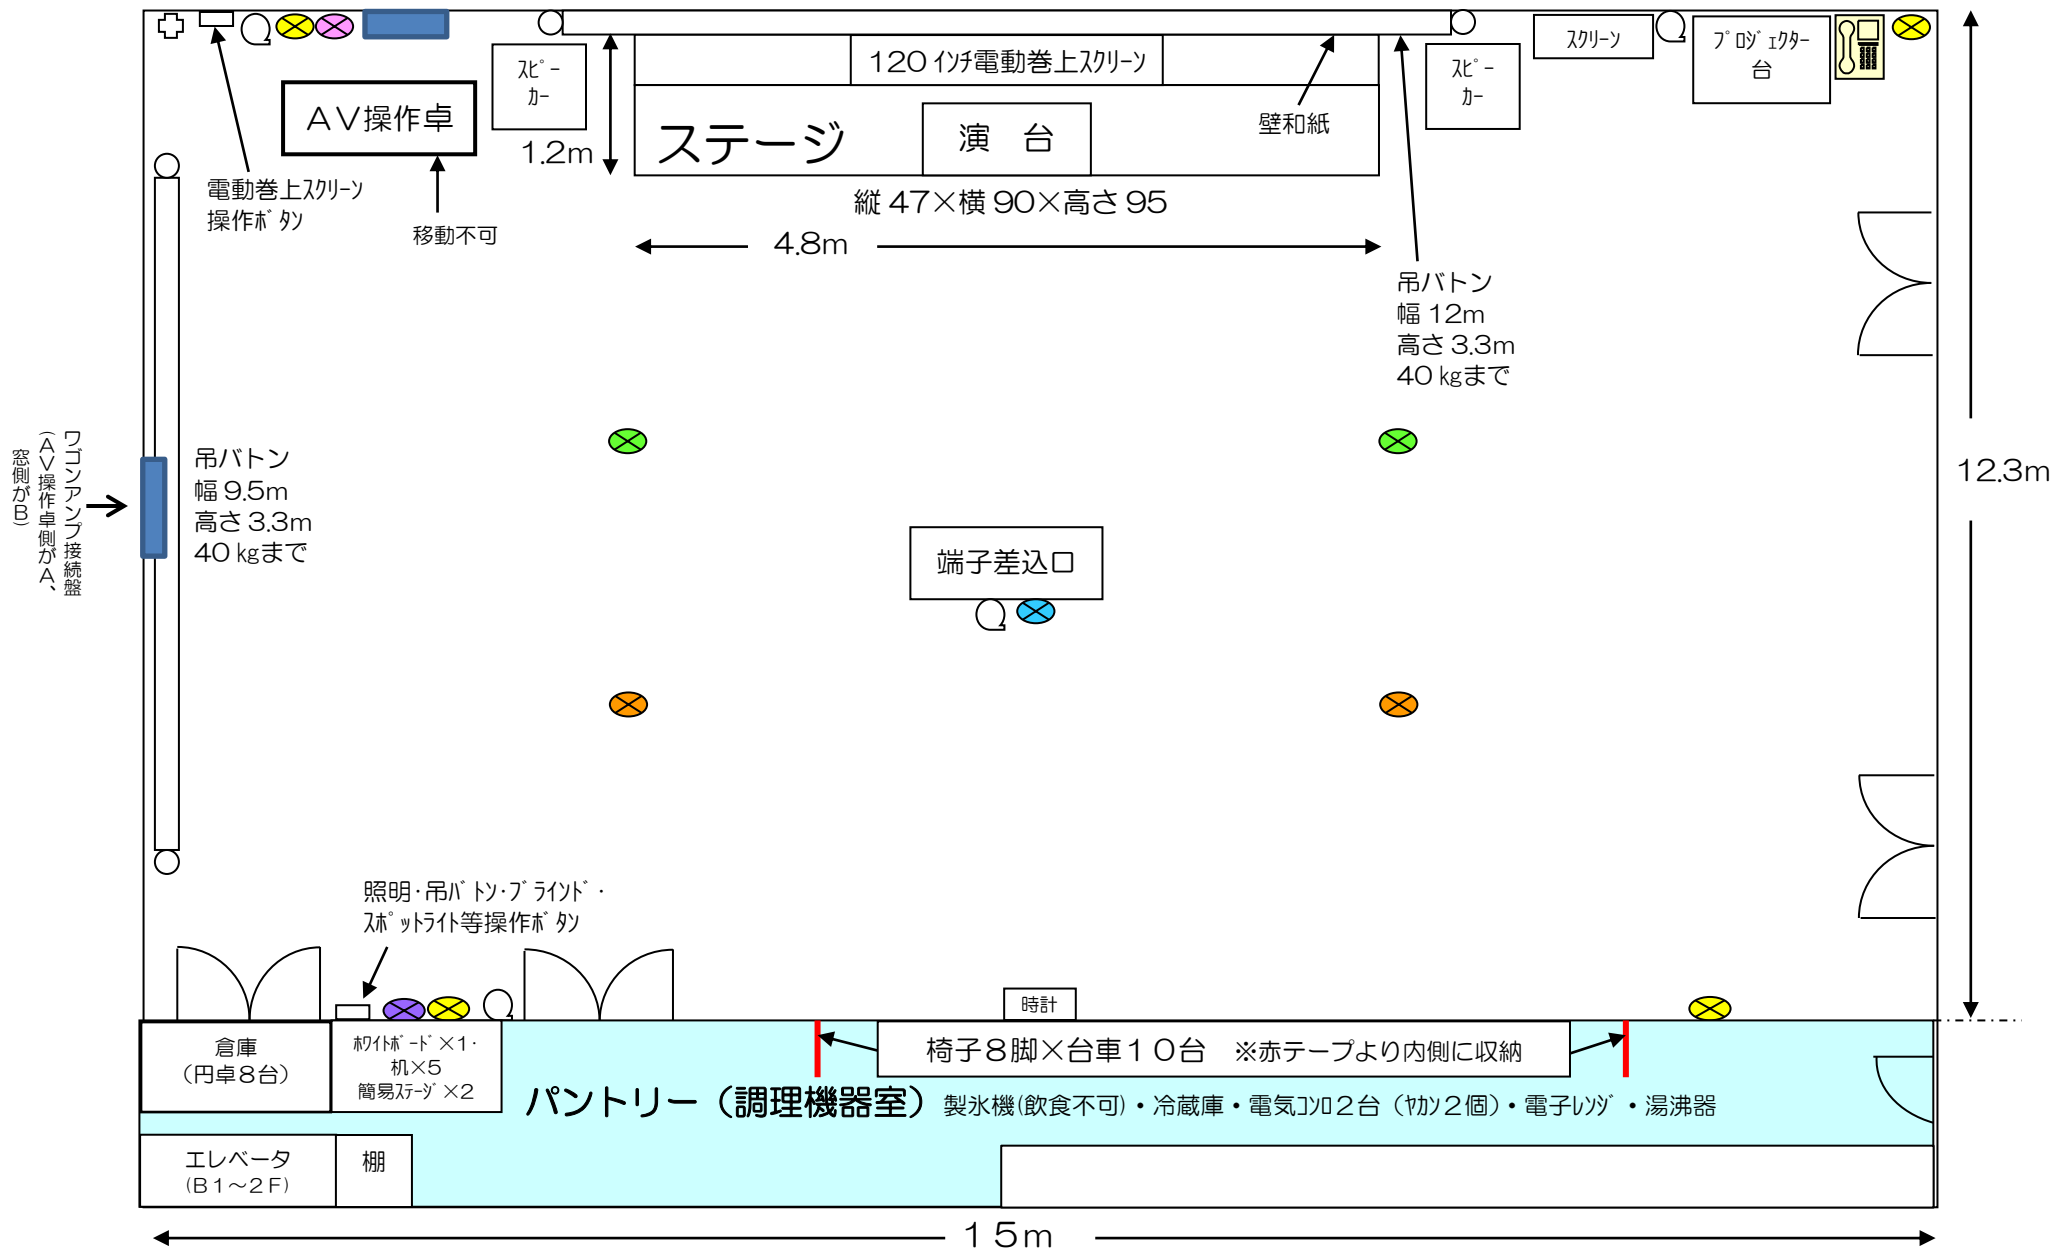 スクリーン
プロジェクター
台
スピー
カー
120インチ電動巻上スクリーン
スピー
カー
AV操作卓
ステージ
演　台
壁和紙
1.2m
電動巻上スクリーン
操作ボタン
移動不可
縦47×横90×高さ95
4.8m
吊バトン
幅12m
高さ3.3m
40㎏まで
12.3m
ワゴンアンプ接続盤
(AV操作卓側がA、
窓側がB)
吊バトン
幅9.5m
高さ3.3m
40㎏まで
端子差込口
照明・吊バトン・ブラインド・
スポットライト等操作ボタン
時計
倉庫
(円卓8台)
ホワイトボード×1・
机×5
簡易ステージ×2
椅子8脚×台車10台　※赤テープより内側に収納
パントリー(調理機器室) 製氷機(飲食不可)・冷蔵庫・電気コンロ2台(ヤカン2個)・電子レンジ・湯沸器
エレベータ
(B1～2F)
棚
15m